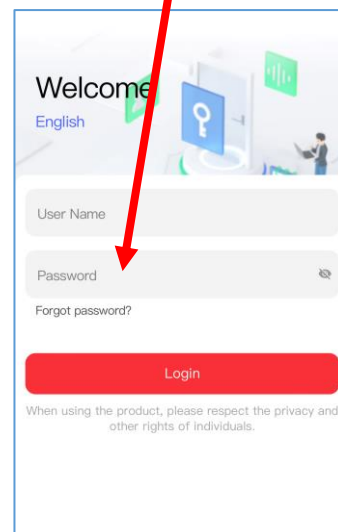 Welcome
English
User Name
Password
Forgot password?
Login
When using the product, please respect the privacy and
other rights of individuals.